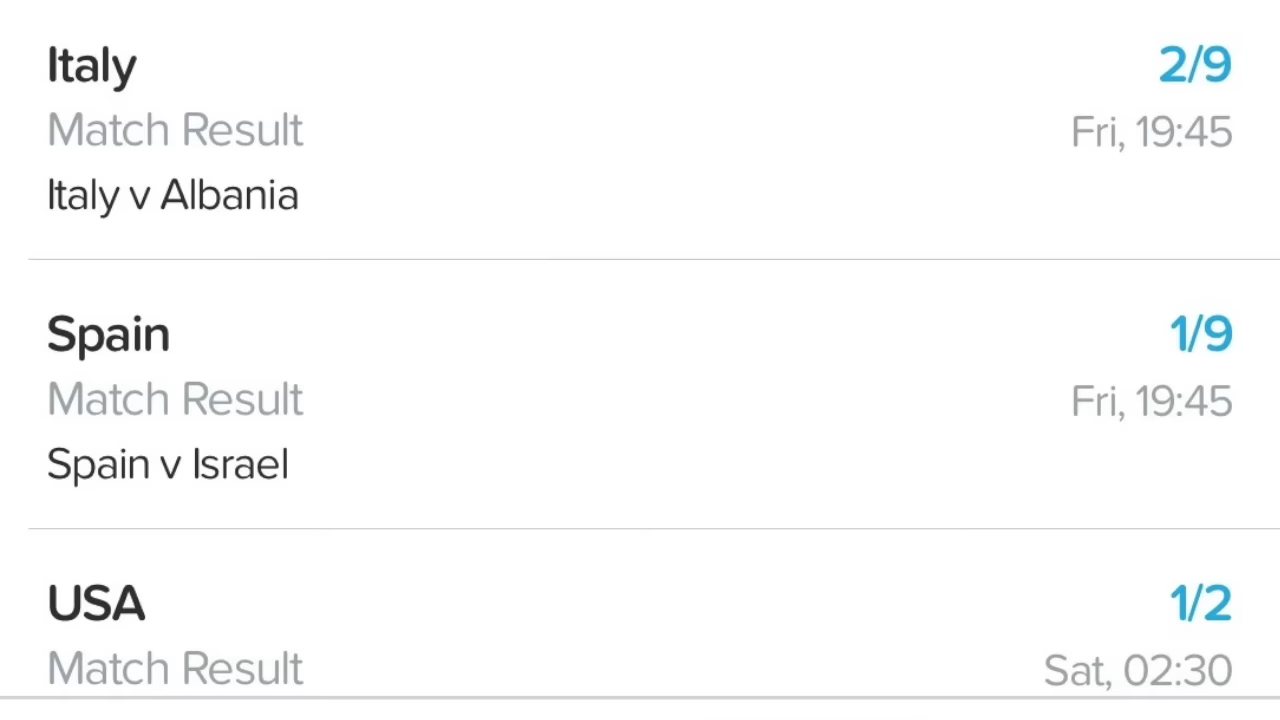 Italy 2/9
Match Result Fri, 19:45
Italy v Albania
Spain 1/9
Match Result Fri, 19:45
Spain v Israel
USA 1/2
Match Result Sat, 02:30